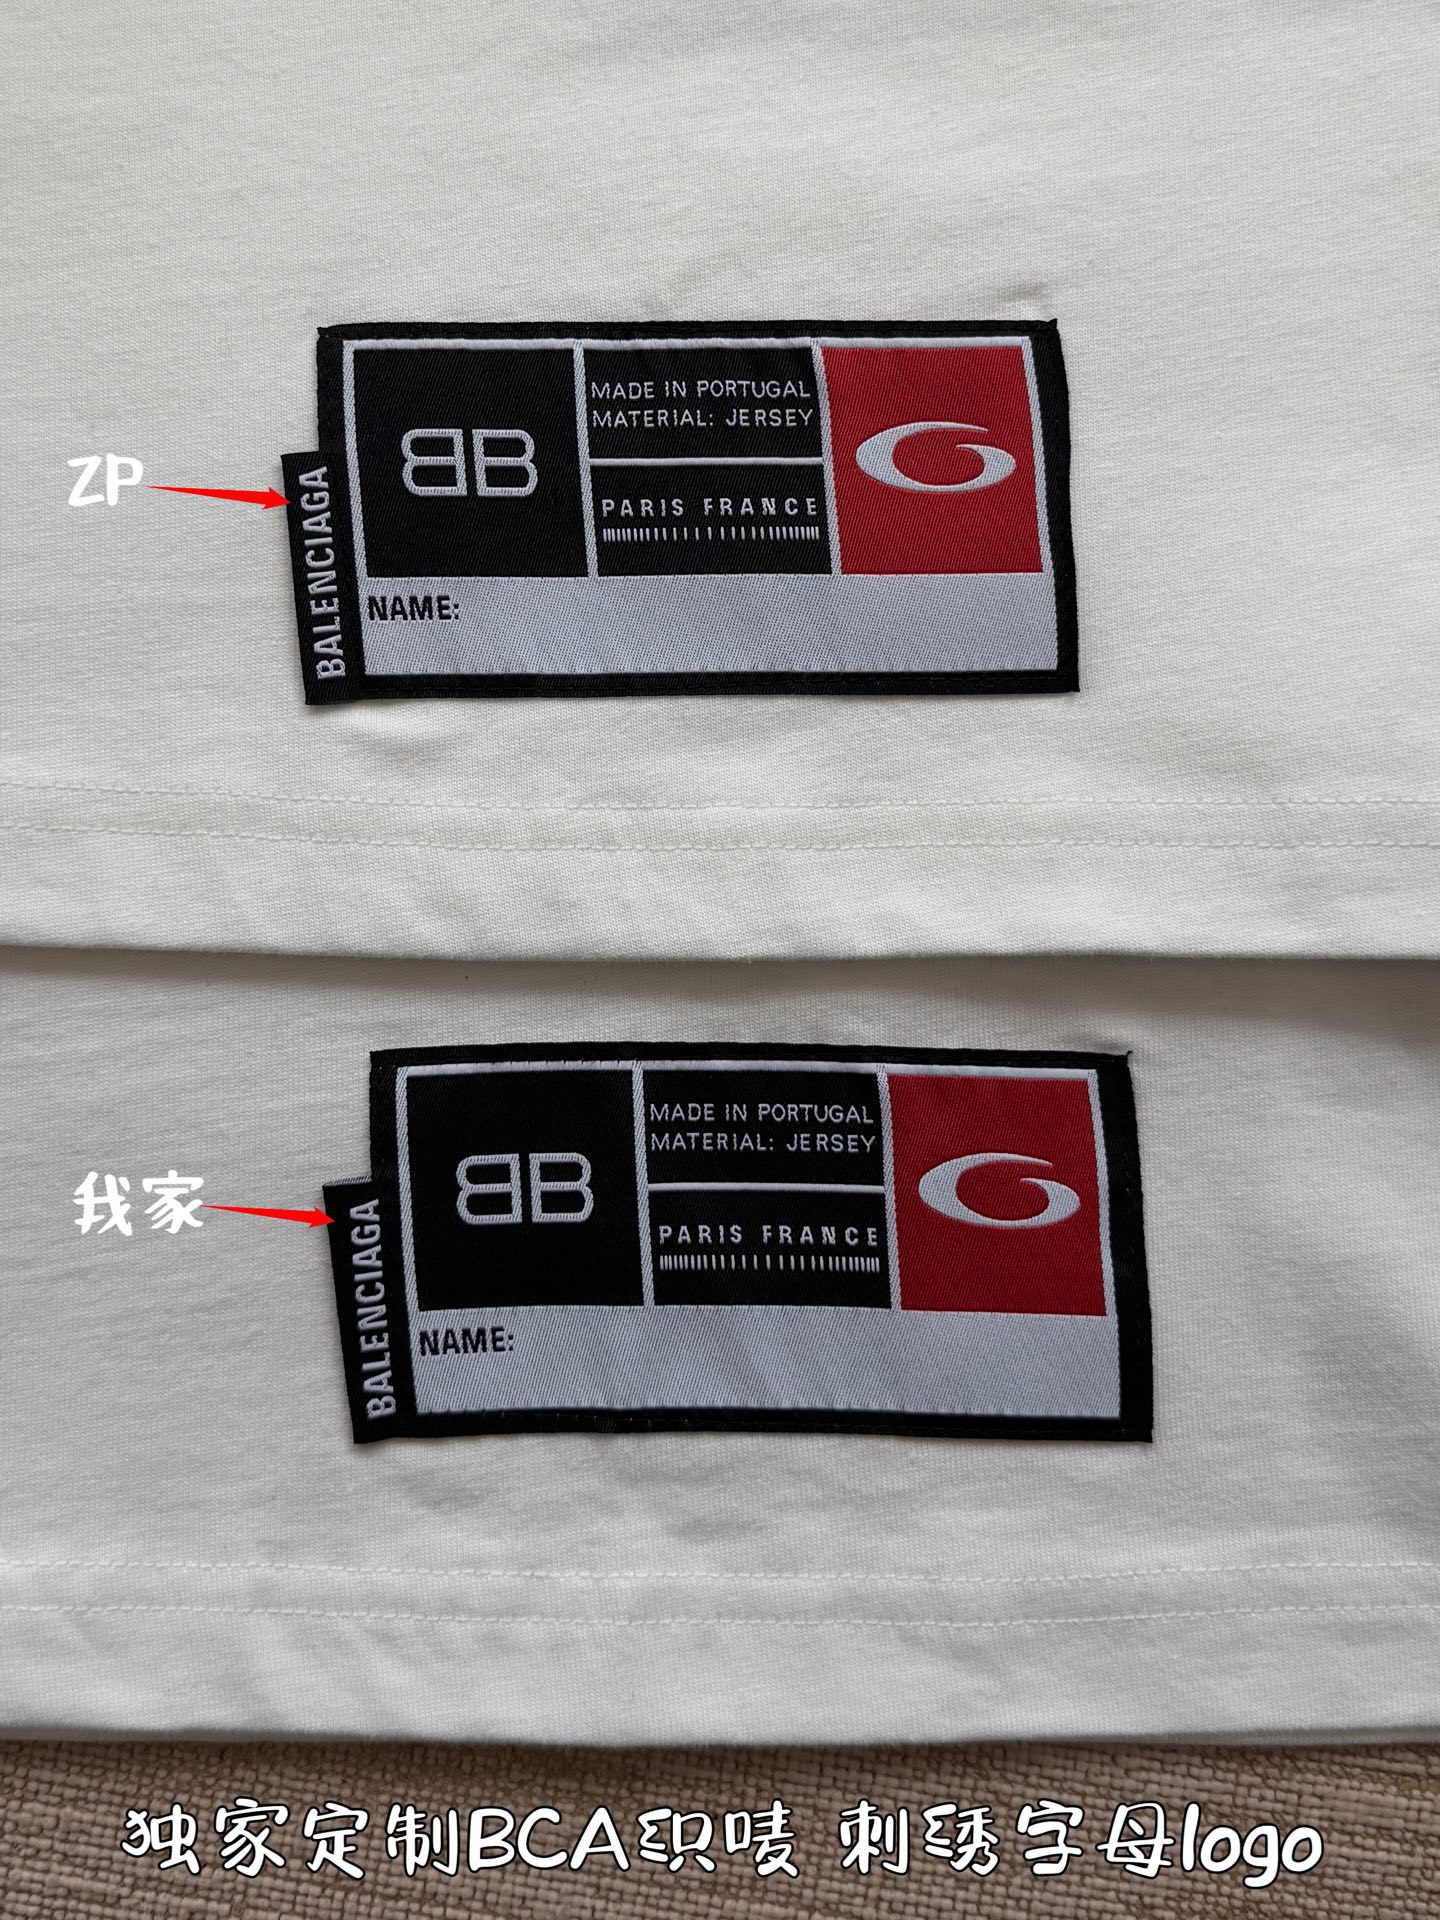 ZP
BALENCIAGA
BB
MADE IN PORTUGAL
MATERIAL: JERSEY
PARIS FRANCE
G
NAME:
我家
BALENCIAGA
BB
MADE IN PORTUGAL
MATERIAL: JERSEY
PARIS FRANCE
G
NAME:
独家定制BCA织唛 刺绣字母logo